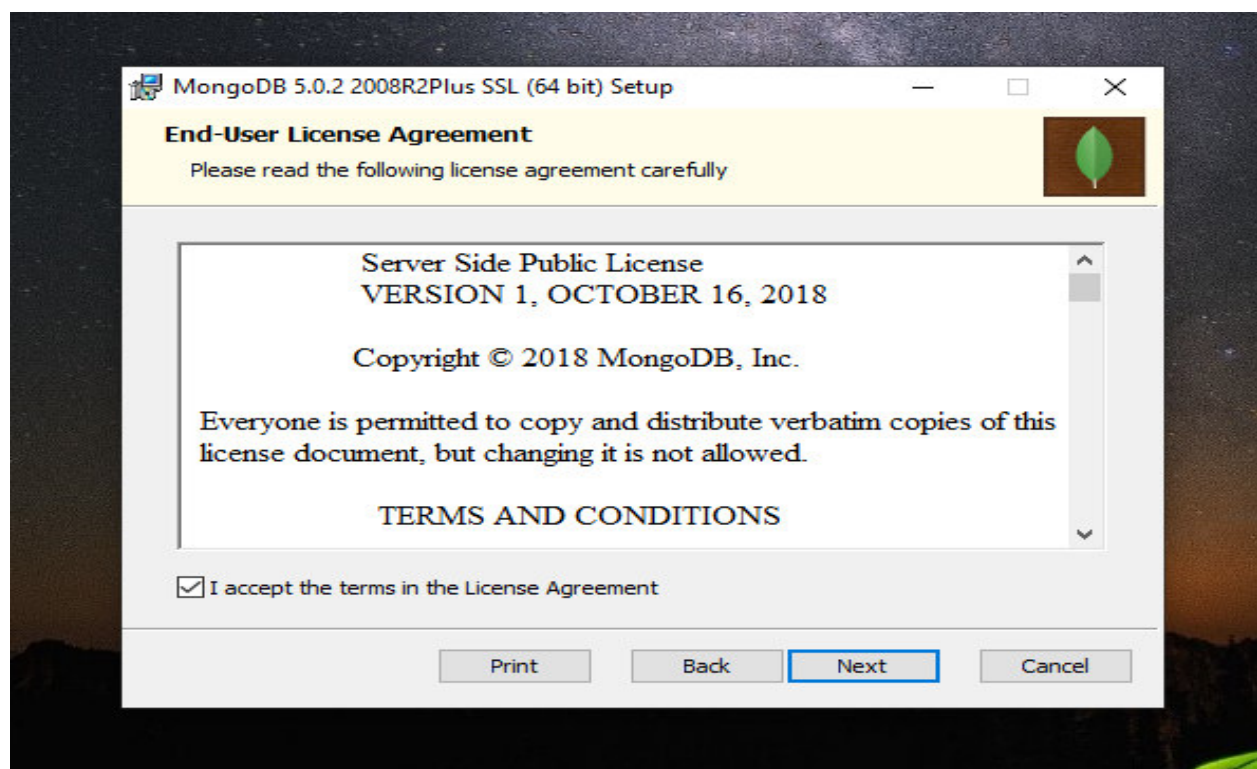 MongoDB 5.0.2 2008R2Plus SSL (64 bit) Setup
End-User License Agreement
Please read the following license agreement carefully
Server Side Public License
VERSION 1, OCTOBER 16, 2018
Copyright © 2018 MongoDB, Inc.
Everyone is permitted to copy and distribute verbatim copies of this
license document, but changing it is not allowed.
TERMS AND CONDITIONS
I accept the terms in the License Agreement
Print Back Next Cancel